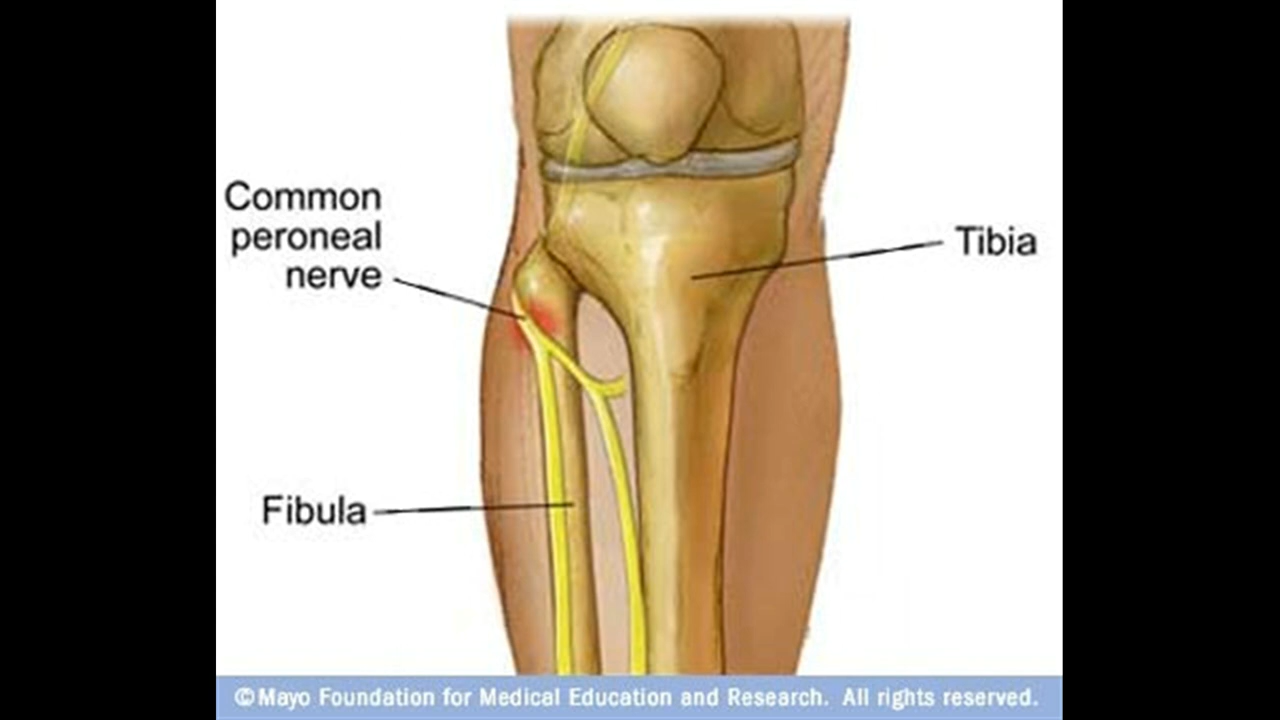 Common
peroneal
nerve
Tibia
Fibula
©Mayo Foundation for Medical Education and Research. All rights reserved.